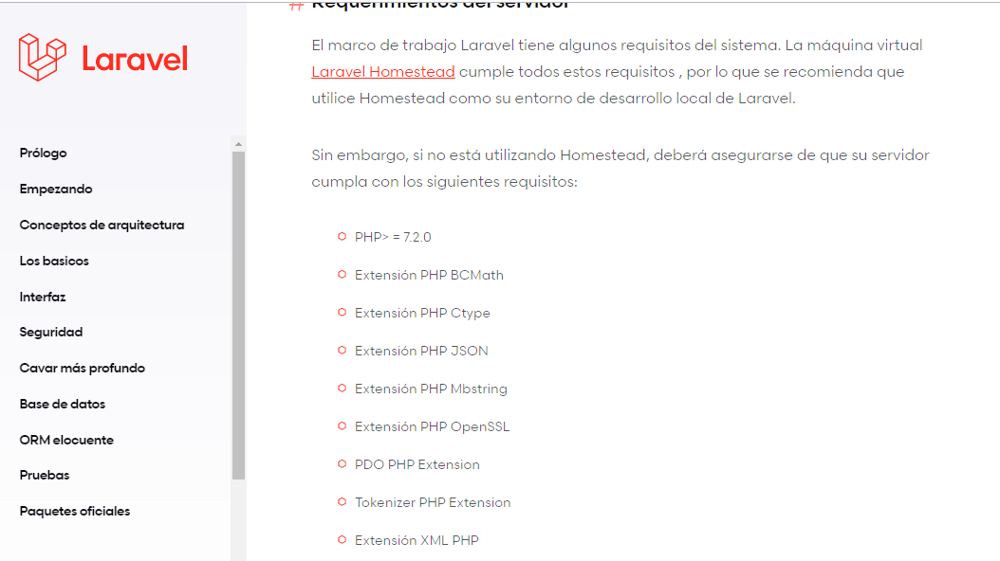 # Requerimientos del servidor
Laravel
El marco de trabajo Laravel tiene algunos requisitos del sistema. La máquina virtual
Laravel Homestead cumple todos estos requisitos , por lo que se recomienda que
utilice Homestead como su entorno de desarrollo local de Laravel.
Sin embargo, si no está utilizando Homestead, deberá asegurarse de que su servidor
cumpla con los siguientes requisitos:
PHP> = 7.2.0
Extensión PHP BCMath
Extensión PHP Ctype
Extensión PHP JSON
Extensión PHP Mbstring
Extensión PHP OpenSSL
PDO PHP Extension
Tokenizer PHP Extension
Extensión XML PHP
Prólogo
Empezando
Conceptos de arquitectura
Los basicos
Interfaz
Seguridad
Cavar más profundo
Base de datos
ORM elocuente
Pruebas
Paquetes oficiales